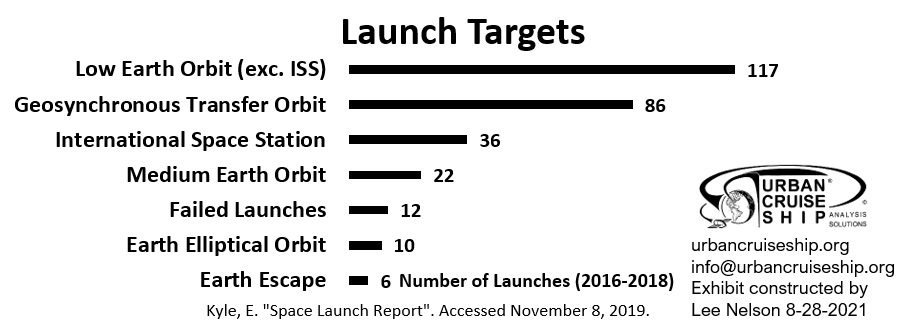 Launch Targets
Low Earth Orbit (exc. ISS) 117
Geosynchronous Transfer Orbit 86
International Space Station 36
Medium Earth Orbit 22
Failed Launches 12
Earth Elliptical Orbit 10
Earth Escape 6 Number of Launches (2016-2018)
Kyle, E. "Space Launch Report". Accessed November 8, 2019.
URBAN®
CRUISE ©
SHIP ANALYSIS SOLUTIONS
urbancruiseship.org
info@urbancruiseship.org
Exhibit constructed by
Lee Nelson 8-28-2021